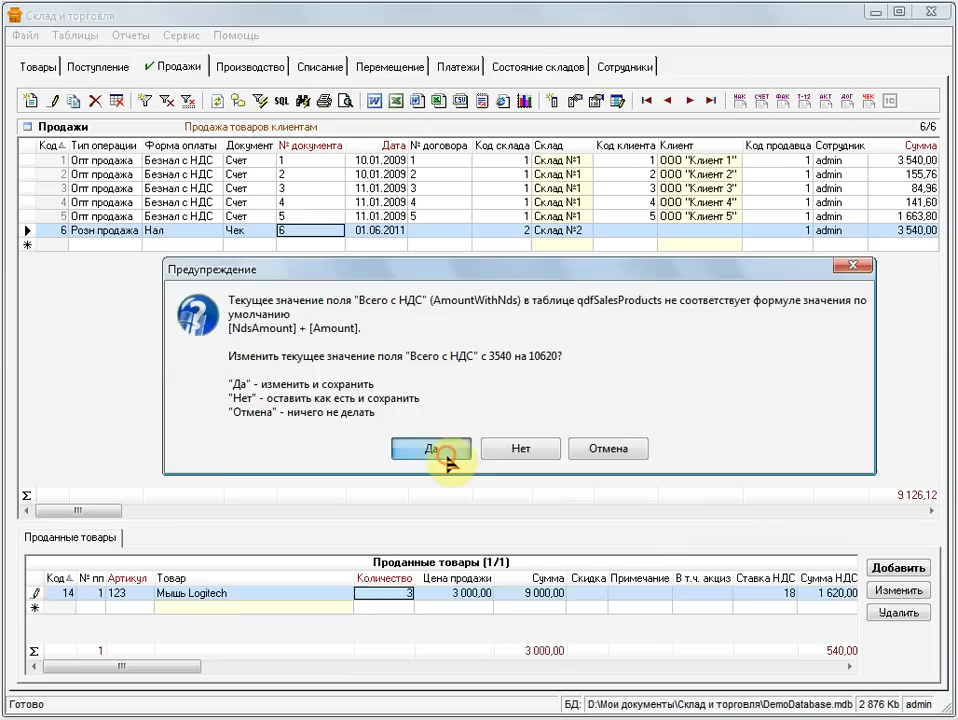 Склад и торговля
Файл Таблицы Отчеты Сервис Помощь
Товары Поступление Продажи Производство Списание Перемещение Платежи Состояние складов Сотрудники
SQL НАК СЧЕТ ФАК Т-12 АКТ ДОГ ЧЕК 1С
Продажи Продажа товаров клиентам 6/6
Код Тип операции Форма оплаты Документ № документа Дата № договора Код склада Склад Код клиента Клиент Код продавца Сотрудник Сумма
1 Опт продажа Безнал с НДС Счет 1 10.01.2009 1 1 Склад №1 1 ООО "Клиент 1" 1 admin 3 540,00
2 Опт продажа Безнал с НДС Счет 2 10.01.2009 2 1 Склад №1 2 ООО "Клиент 2" 1 admin 155,76
3 Опт продажа Безнал с НДС Счет 3 11.01.2009 3 1 Склад №1 3 ООО "Клиент 3" 1 admin 84,96
4 Опт продажа Безнал с НДС Счет 4 11.01.2009 4 1 Склад №1 4 ООО "Клиент 4" 1 admin 141,60
5 Опт продажа Безнал с НДС Счет 5 11.01.2009 5 1 Склад №1 5 ООО "Клиент 5" 1 admin 1 663,80
6 Розн продажа Нал Чек 6 01.06.2011 2 Склад №2 1 admin 3 540,00
Предупреждение
Текущее значение поля "Всего с НДС" (AmountWithNds) в таблице qdfSalesProducts не соответствует формуле значения по
умолчанию
[NdsAmount] + [Amount].
Изменить текущее значение поля "Всего с НДС" с 3540 на 10620?
"Да" - изменить и сохранить
"Нет" - оставить как есть и сохранить
"Отмена" - ничего не делать
Да Нет Отмена
Σ 9 126,12
Проданные товары
Проданные товары (1/1)
Код № пп Артикул Товар Количество Цена продажи Сумма Скидка Примечание В т.ч. акциз Ставка НДС Сумма НДС
14 1 123 Мышь Logitech 3 3 000,00 9 000,00 18 1 620,00
Σ 1 3 000,00 540,00
Добавить
Изменить
Удалить
Готово БД: D:\Мои документы\Склад и торговля\DemoDatabase.mdb 2 876 Kb admin